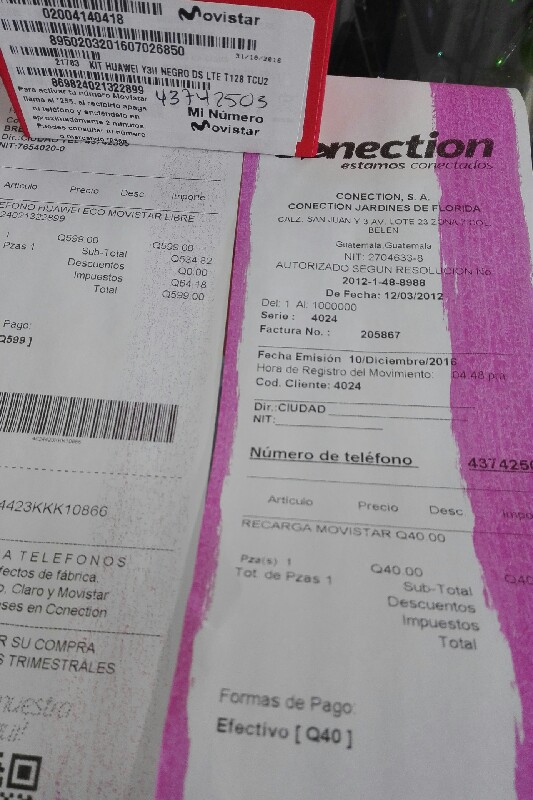 02004140418
Movistar
8950203201607026850
31/10/2016
21783 KIT HUAWEI Y3II NEGRO DS LTE T128 TCU2
869824021322899
43742503
Para activar tu número Movistar
llama al *255, al recibirlo apaga
tu teléfono y enciéndelo en
aproximadamente 2 minutos.
Puedes consultar tu número
Mi Número
Movistar
Dir.:CIUDAD
NIT:7654020-0
Artículo Precio Desc Importe
EFONO HUAWEI ECO MOVISTAR LIBRE
24021322899
1 Q599.00 Q599.00
Pzas 1 Sub-Total Q534.82
Descuentos Q0.00
Impuestos Q64.18
Total Q599.00
Pago:
Q599 ]
4423KKK10866
A TELEFONOS
efectos de fábrica.
o, Claro y Movistar
ses en Conection
R SU COMPRA
S TRIMESTRALES
nuestra
Conection
estamos conectados
CONECTION, S.A.
CONECTION JARDINES DE FLORIDA
CALZ. SAN JUAN Y 3 AV. LOTE 23 ZONA 7 COL.
BELEN
Guatemala,Guatemala
NIT: 2704633-8
AUTORIZADO SEGUN RESOLUCION No.
2012-1-48-8988
De Fecha: 12/03/2012
Del: 1 Al: 1000000
Serie : 4024
Factura No. : 205867
Fecha Emisión 10/Diciembre/2016
Hora de Registro del Movimiento: 04:48 pm
Cod. Cliente: 4024
Dir.:CIUDAD
NIT:
Número de teléfono 4374250
Artículo Precio Desc Impo
RECARGA MOVISTAR Q40.00
Pza(s) 1 Q40.00 Q40
Tot. de Pzas 1 Sub-Total
Descuentos
Impuestos
Total
Formas de Pago:
Efectivo [ Q40 ]